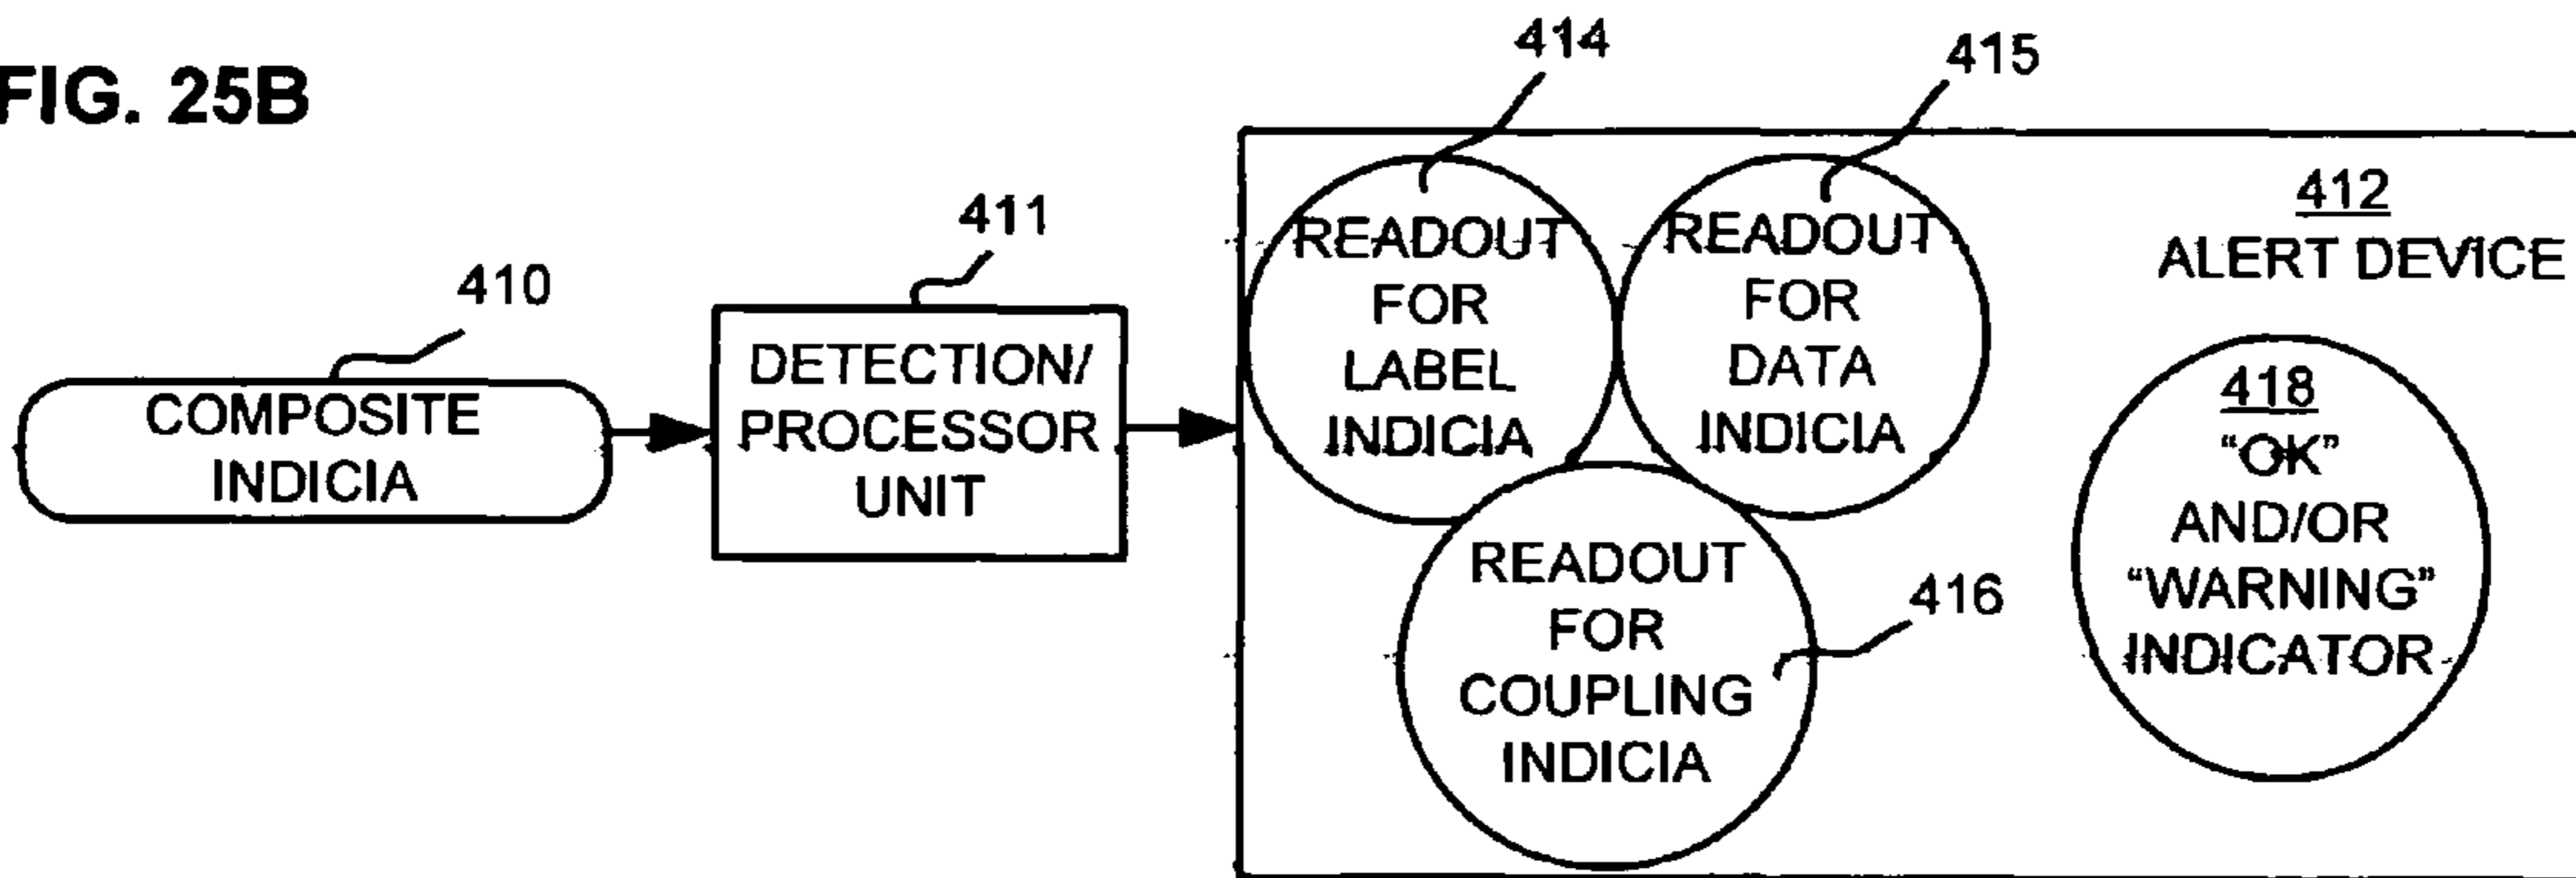 FIG. 25B
410
COMPOSITE
INDICIA
411
DETECTION/
PROCESSOR
UNIT
414
READOUT
FOR
LABEL
INDICIA
415
READOUT
FOR
DATA
INDICIA
416
READOUT
FOR
COUPLING
INDICIA
412
ALERT DEVICE
418
“OK”
AND/OR
“WARNING”
INDICATOR